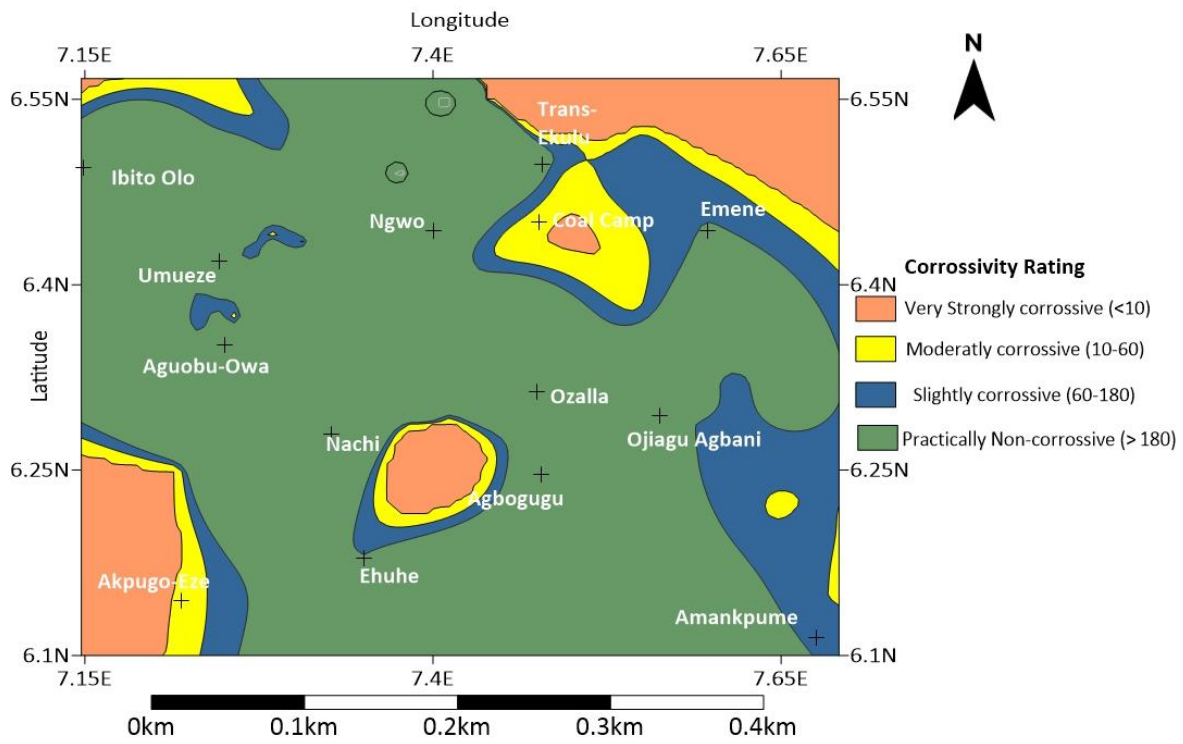 Longitude
7.15E 7.4E 7.65E
N
6.55N 6.55N
Trans-
Ekulu
Ibito Olo
Ngwo Coal Camp Emene
Umueze
6.4N 6.4N
Corrossivity Rating
Very Strongly corrossive (<10)
Moderatly corrossive (10-60)
Slightly corrossive (60-180)
Practically Non-corrossive (> 180)
Latitude
Aguobu-Owa
Ozalla
Nachi Ojiagu Agbani
6.25N 6.25N
Agbogugu
Ehuhe
Akpugo-Eze
Amankpume
6.1N 6.1N
7.15E 7.4E 7.65E
0km 0.1km 0.2km 0.3km 0.4km